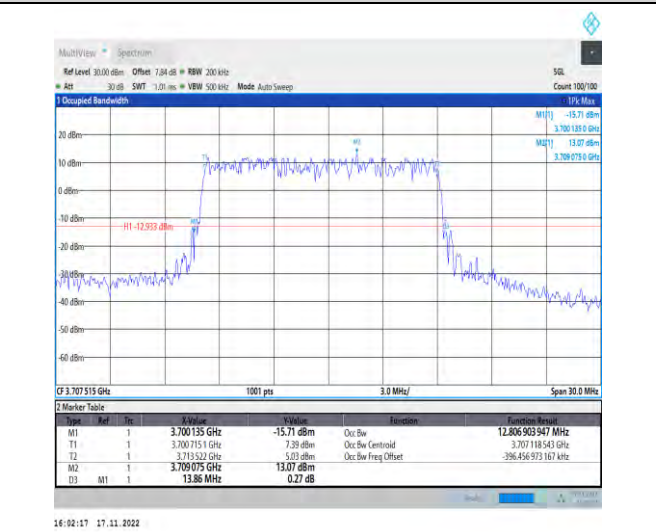 MultiView Spectrum
Ref Level 30.00 dBm Offset 7.84 dB RBW 200 kHz SGL
Att 30 dB SWT 1.01 ms VBW 500 kHz Mode Auto Sweep Count 100/100
1 Occupied Bandwidth 1Pk Max
M1[1] -15.71 dBm
3.700 135 0 GHz
M2[1] 13.07 dBm
3.709 075 0 GHz
20 dBm
M2
T1
10 dBm
0 dBm
-10 dBm
H1 -12.933 dBm
M1
D3
-20 dBm
-30 dBm
-40 dBm
-50 dBm
-60 dBm
CF 3.707 515 GHz 1001 pts 3.0 MHz/ Span 30.0 MHz
2 Marker Table
Type Ref Trc X-Value Y-Value Function Function Result
M1 1 3.700 135 GHz -15.71 dBm Occ Bw 12.806 903 947 MHz
T1 1 3.700 715 1 GHz 7.39 dBm Occ Bw Centroid 3.707 118 543 GHz
T2 1 3.713 522 GHz 5.03 dBm Occ Bw Freq Offset -396.456 973 167 kHz
M2 1 3.709 075 GHz 13.07 dBm
D3 M1 1 13.86 MHz 0.27 dB
16:02:17 17.11.2022